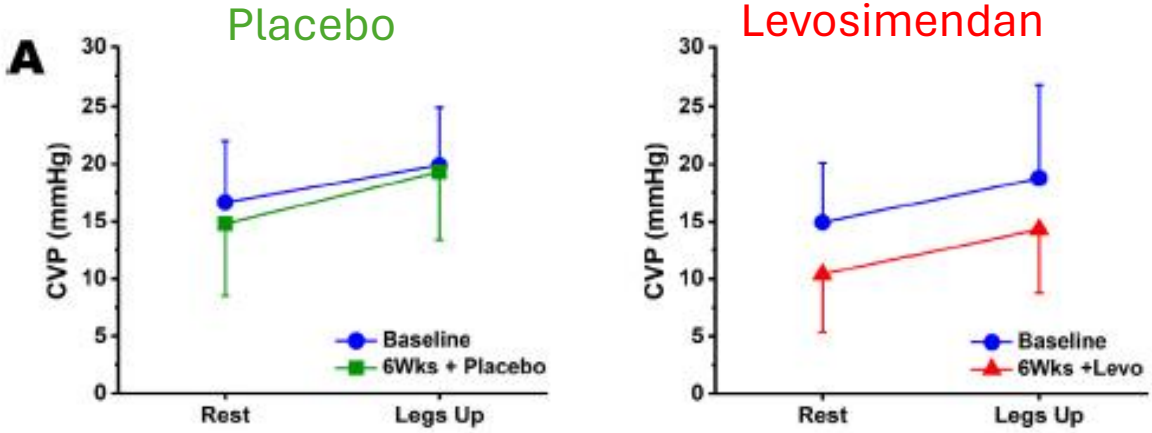 Placebo
Levosimendan
A
CVP (mmHg)
30
25
20
15
10
5
0
Rest
Legs Up
Baseline
6Wks + Placebo
CVP (mmHg)
30
25
20
15
10
5
0
Rest
Legs Up
Baseline
6Wks +Levo